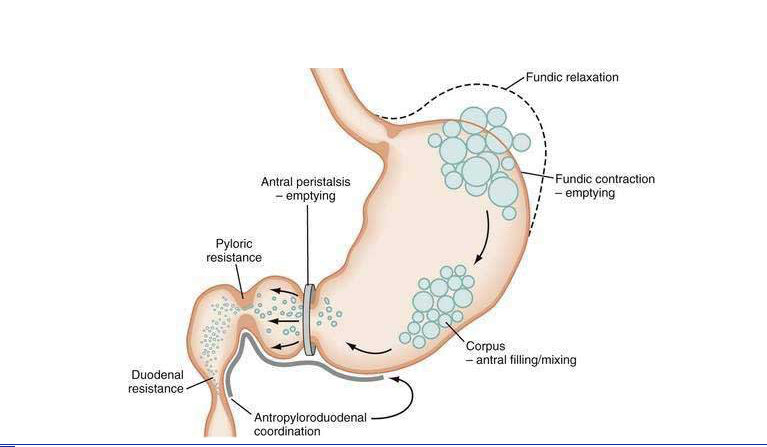 Fundic relaxation
Fundic contraction
– emptying
Antral peristalsis
– emptying
Pyloric
resistance
Corpus
– antral filling/mixing
Duodenal
resistance
Antropyloroduodenal
coordination